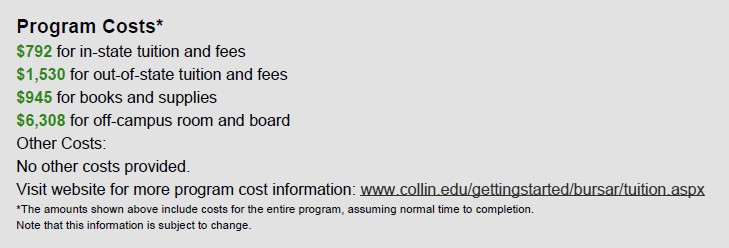 Program Costs*
$792 for in-state tuition and fees
$1,530 for out-of-state tuition and fees
$945 for books and supplies
$6,308 for off-campus room and board
Other Costs:
No other costs provided.
Visit website for more program cost information: www.collin.edu/gettingstarted/bursar/tuition.aspx
*The amounts shown above include costs for the entire program, assuming normal time to completion.
Note that this information is subject to change.